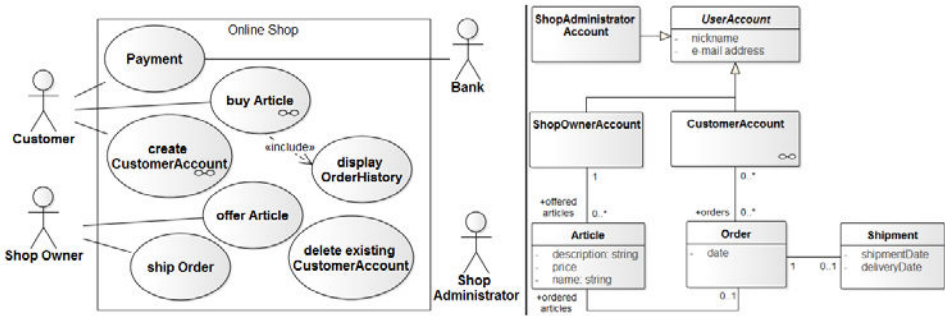 Online Shop
Payment
Bank
buy Article
Customer
«include»
create
CustomerAccount
display
OrderHistory
offer Article
Shop Owner
ship Order
delete existing
CustomerAccount
Shop
Administrator
ShopAdministrator
Account
UserAccount
- nickname
- e-mail address
ShopOwnerAccount
CustomerAccount
1
0..*
+offered
articles
0..*
+orders
0..*
Article
- description: string
- price
- name: string
Order
- date
Shipment
- shipmentDate
- deliveryDate
1
0..1
+ordered
articles
0..1